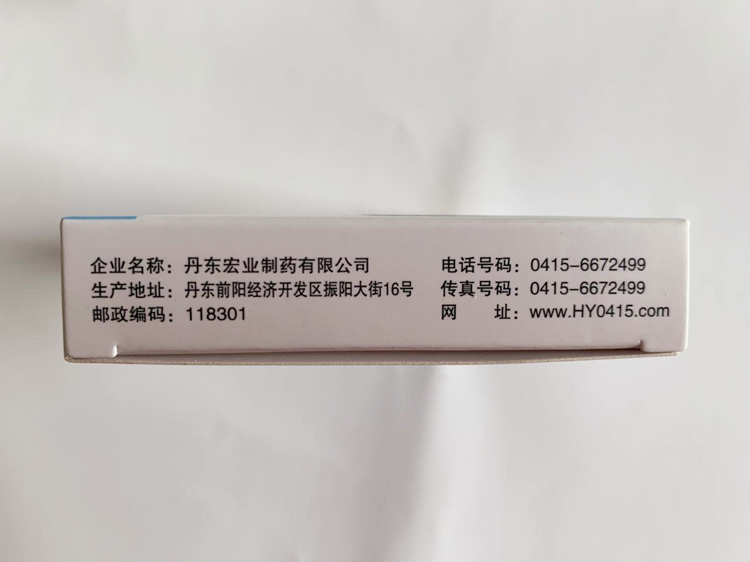 企业名称：丹东宏业制药有限公司 电话号码：0415-6672499
生产地址：丹东前阳经济开发区振阳大街16号 传真号码：0415-6672499
邮政编码：118301 网 址：www.HY0415.com